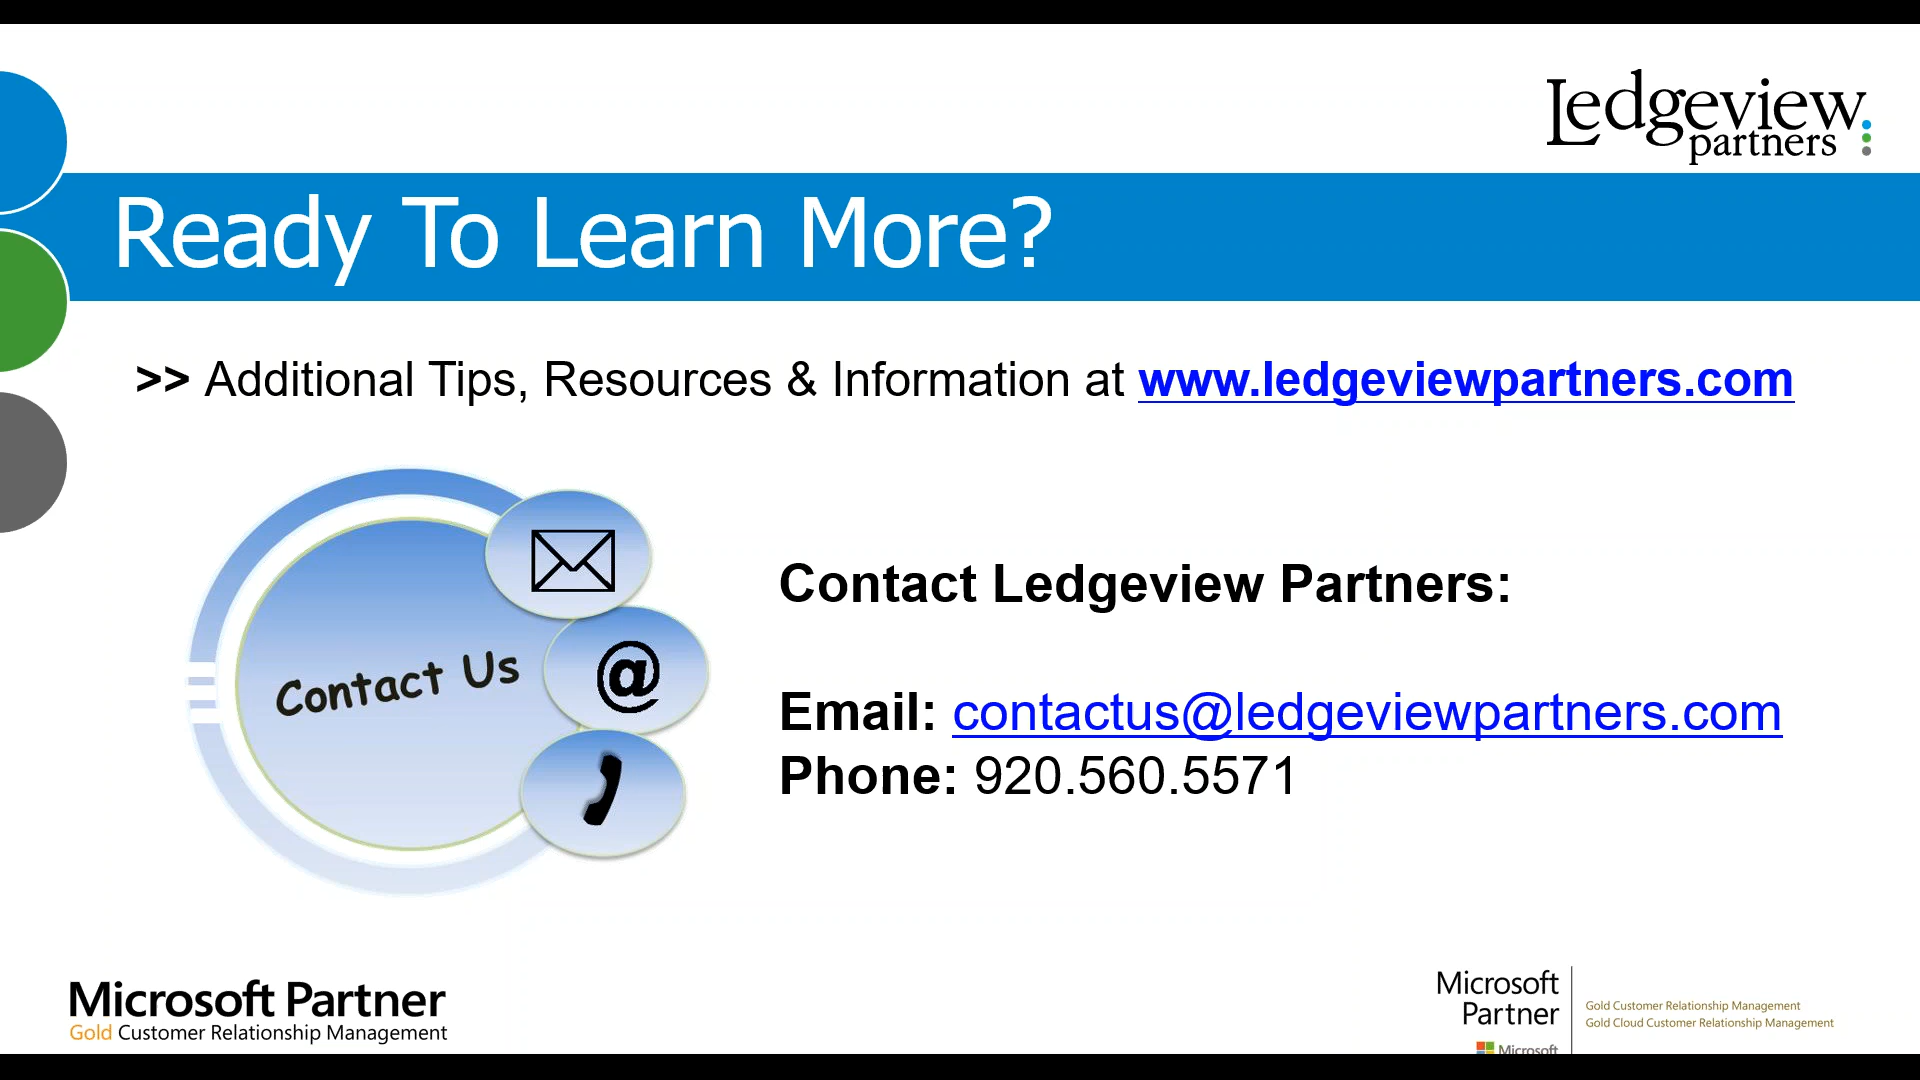 Ledgeview
partners
Ready To Learn More?
>> Additional Tips, Resources & Information at www.ledgeviewpartners.com
Contact Us
@
Contact Ledgeview Partners:
Email: contactus@ledgeviewpartners.com
Phone: 920.560.5571
Microsoft Partner
Gold Customer Relationship Management
Microsoft
Partner
Gold Customer Relationship Management
Gold Cloud Customer Relationship Management
Microsoft